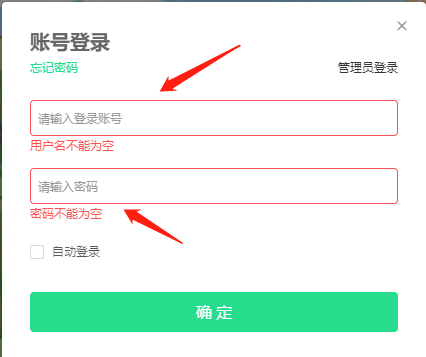 账号登录
忘记密码 管理员登录
请输入登录账号
用户名不能为空
请输入密码
密码不能为空
自动登录
确定